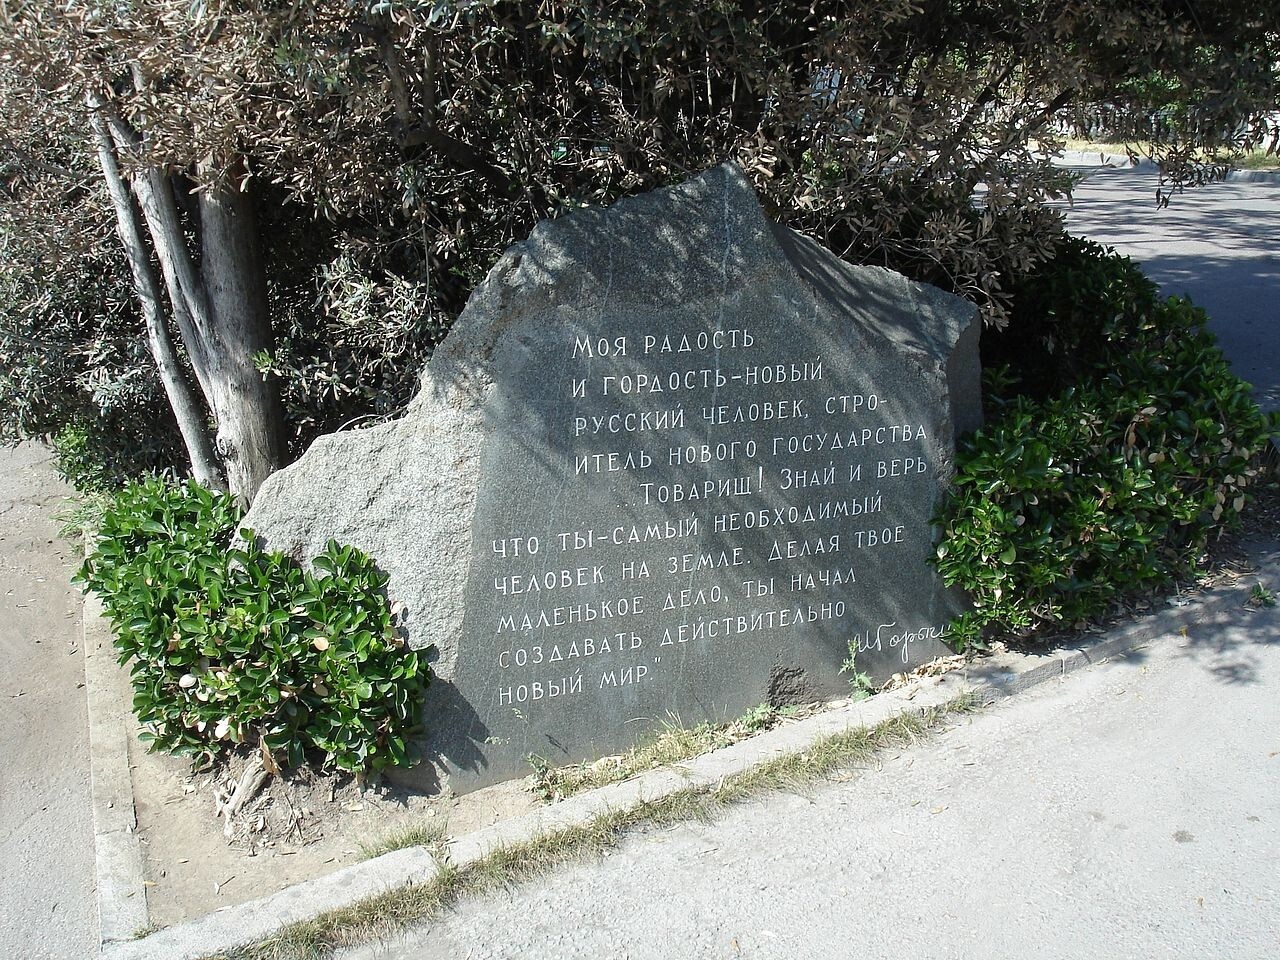 Моя радость
и гордость-новый
русский человек, стро-
итель нового государства
...Товарищ! Знай и верь
что ты-самый необходимый
человек на земле. Делая твое
маленькое дело, ты начал
создавать действительно
новый мир."
МГорький